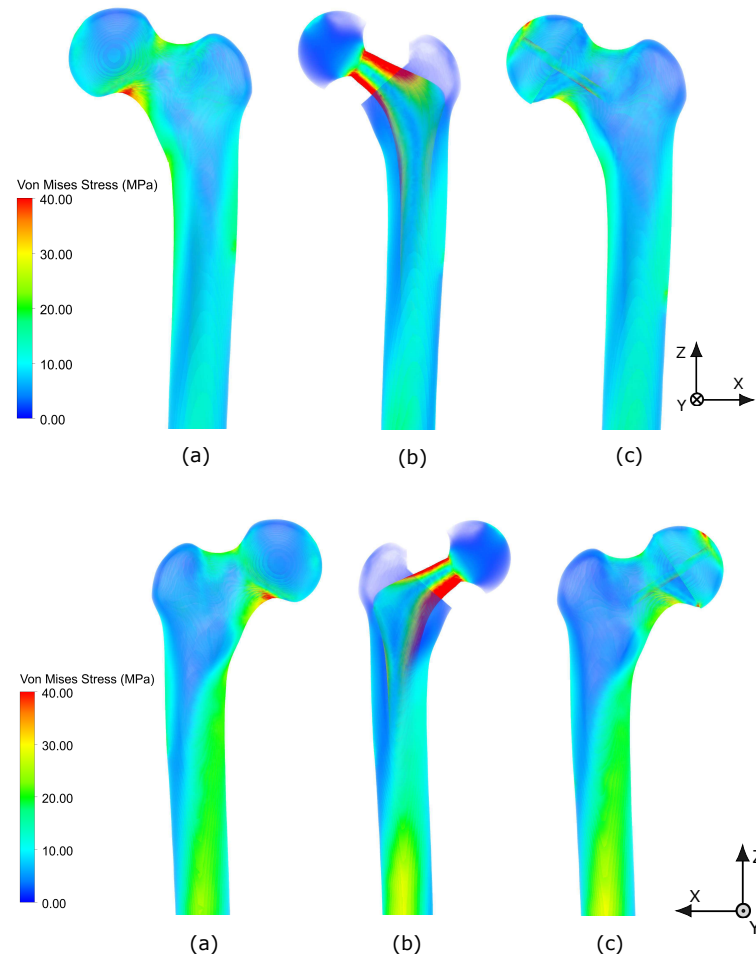 Von Mises Stress (MPa)
40.00
30.00
20.00
10.00
0.00
Z
X
Y
(a)
(b)
(c)
Von Mises Stress (MPa)
40.00
30.00
20.00
10.00
0.00
Z
X
Y
(a)
(b)
(c)